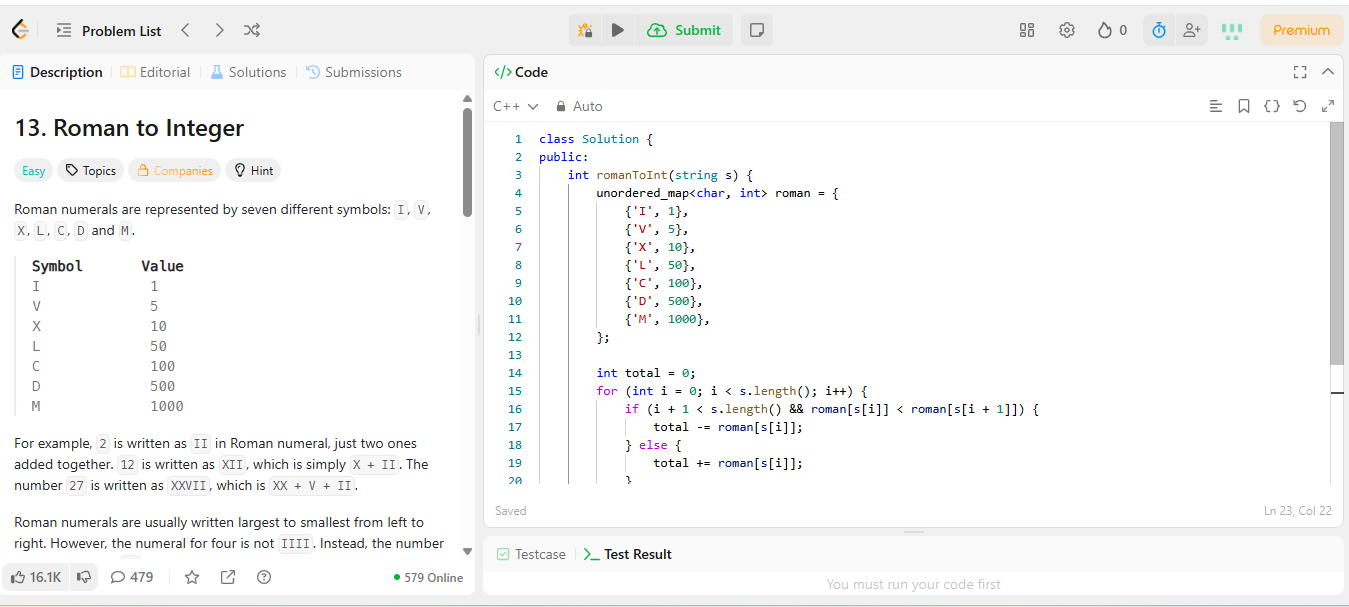 Problem List
Submit
0
Premium
Description
Editorial
Solutions
Submissions
13. Roman to Integer
Easy
Topics
Companies
Hint
Roman numerals are represented by seven different symbols: I, V,
X, L, C, D and M.
Symbol Value
I 1
V 5
X 10
L 50
C 100
D 500
M 1000
For example, 2 is written as II in Roman numeral, just two ones
added together. 12 is written as XII, which is simply X + II. The
number 27 is written as XXVII, which is XX + V + II.
Roman numerals are usually written largest to smallest from left to
right. However, the numeral for four is not IIII. Instead, the number
16.1K
479
579 Online
</> Code
C++
Auto
1 class Solution {
2 public:
3 int romanToInt(string s) {
4 unordered_map<char, int> roman = {
5 {'I', 1},
6 {'V', 5},
7 {'X', 10},
8 {'L', 50},
9 {'C', 100},
10 {'D', 500},
11 {'M', 1000},
12 };
13
14 int total = 0;
15 for (int i = 0; i < s.length(); i++) {
16 if (i + 1 < s.length() && roman[s[i]] < roman[s[i + 1]]) {
17 total -= roman[s[i]];
18 } else {
19 total += roman[s[i]];
20 }
Saved
Ln 23, Col 22
Testcase
>_ Test Result
You must run your code first